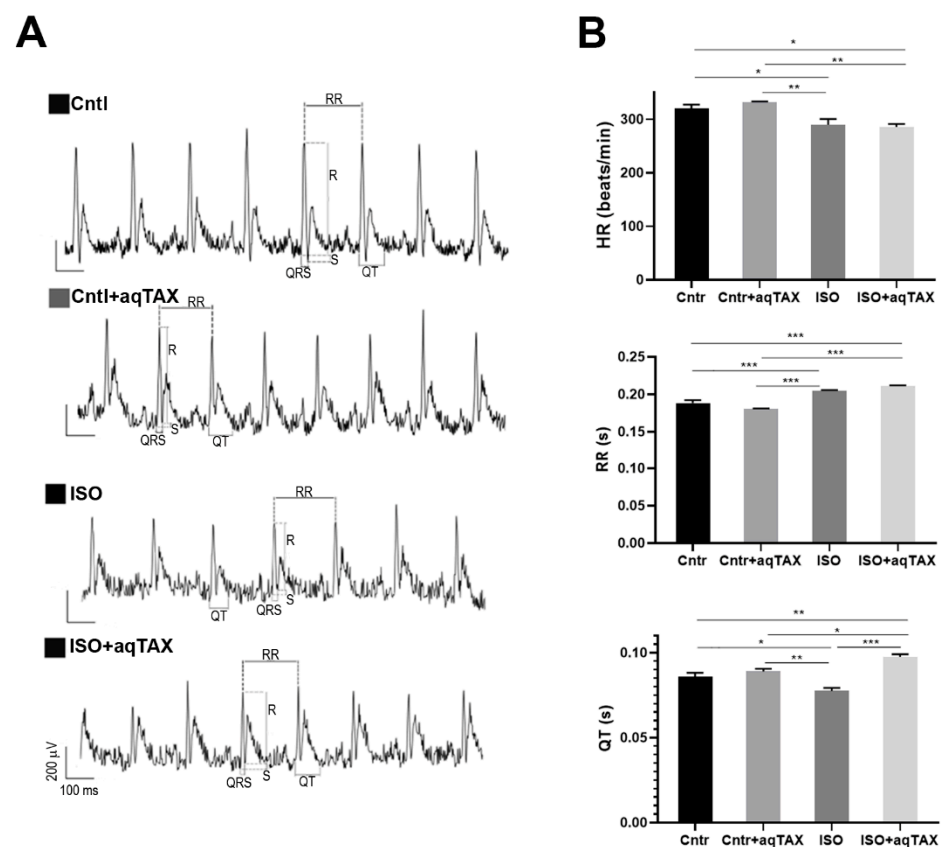 A
Cntl
RR
R
QRS
S
QT
Cntl+aqTAX
RR
R
QRS
S
QT
ISO
RR
R
QT
QRS
S
ISO+aqTAX
RR
R
QRS
S
QT
200 µV
100 ms
B
*
**
*
**
HR (beats/min)
300
200
100
0
Cntr Cntr+aqTAX ISO ISO+aqTAX
***
***
***
***
RR (s)
0.25
0.20
0.15
0.10
0.05
0.00
Cntr Cntr+aqTAX ISO ISO+aqTAX
**
*
*
***
**
QT (s)
0.10
0.05
0.00
Cntr Cntr+aqTAX ISO ISO+aqTAX